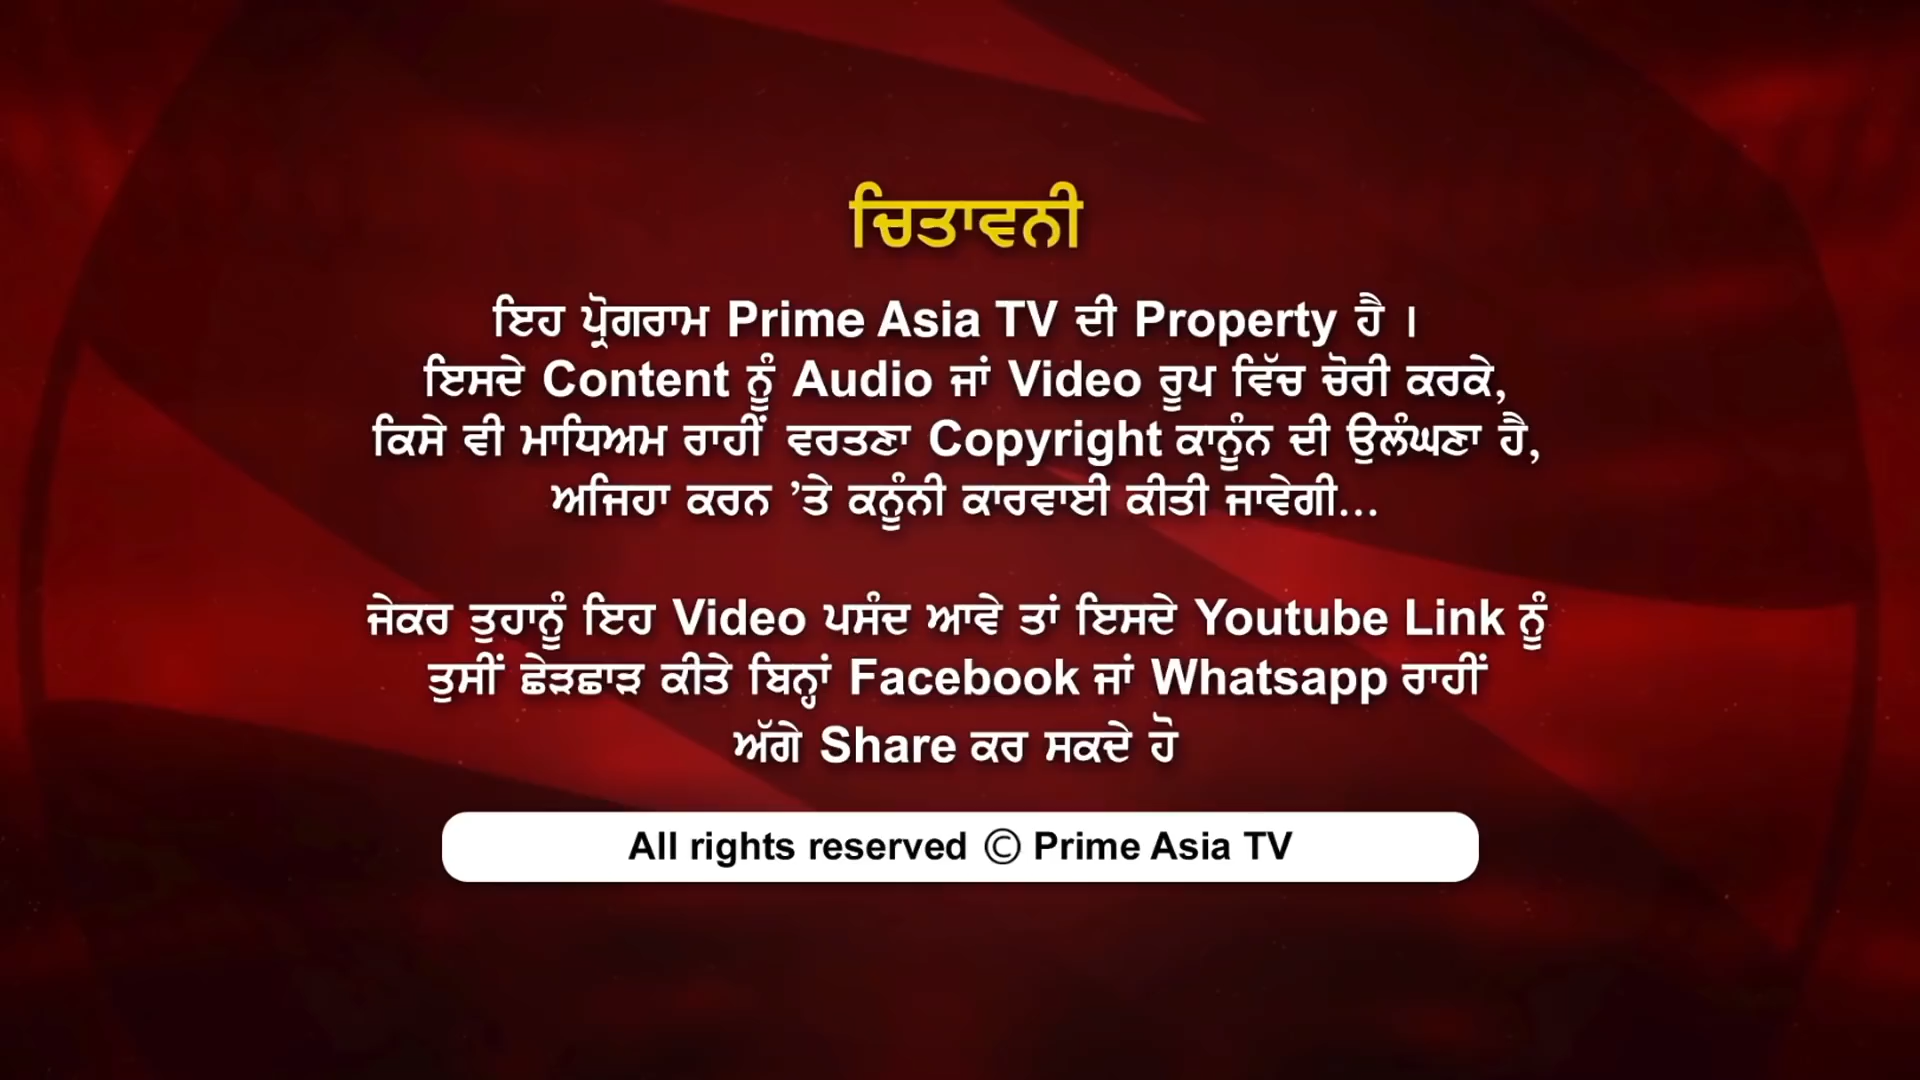 ਚਿਤਾਵਨੀ
ਇਹ ਪ੍ਰੋਗਰਾਮ Prime Asia TV ਦੀ Property ਹੈ ।
ਇਸਦੇ Content ਨੂੰ Audio ਜਾਂ Video ਰੂਪ ਵਿੱਚ ਚੋਰੀ ਕਰਕੇ,
ਕਿਸੇ ਵੀ ਮਾਧਿਅਮ ਰਾਹੀਂ ਵਰਤਣਾ Copyright ਕਾਨੂੰਨ ਦੀ ਉਲੰਘਣਾ ਹੈ,
ਅਜਿਹਾ ਕਰਨ ’ਤੇ ਕਨੂੰਨੀ ਕਾਰਵਾਈ ਕੀਤੀ ਜਾਵੇਗੀ...
ਜੇਕਰ ਤੁਹਾਨੂੰ ਇਹ Video ਪਸੰਦ ਆਵੇ ਤਾਂ ਇਸਦੇ Youtube Link ਨੂੰ
ਤੁਸੀਂ ਛੇੜਛਾੜ ਕੀਤੇ ਬਿਨ੍ਹਾਂ Facebook ਜਾਂ Whatsapp ਰਾਹੀਂ
ਅੱਗੇ Share ਕਰ ਸਕਦੇ ਹੋ
All rights reserved © Prime Asia TV